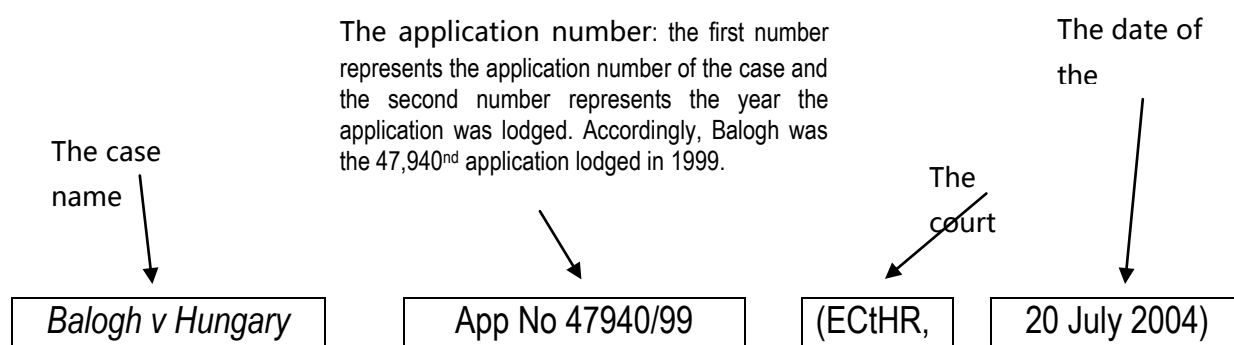 The application number: the first number
represents the application number of the case and
the second number represents the year the
application was lodged. Accordingly, Balogh was
the 47,940nd application lodged in 1999.
The date of
the
The case
name
The
court
Balogh v Hungary
App No 47940/99
(ECtHR,
20 July 2004)